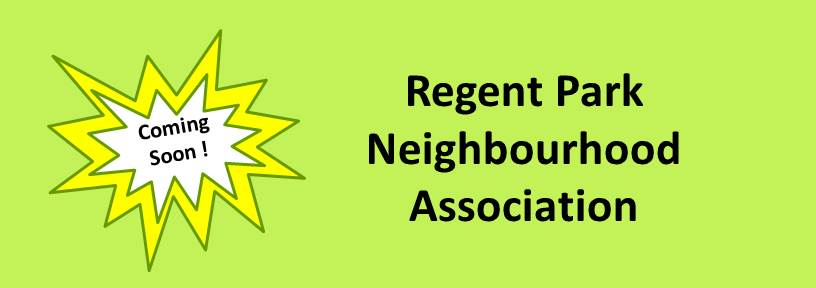 Coming
Soon !
Regent Park
Neighbourhood
Association